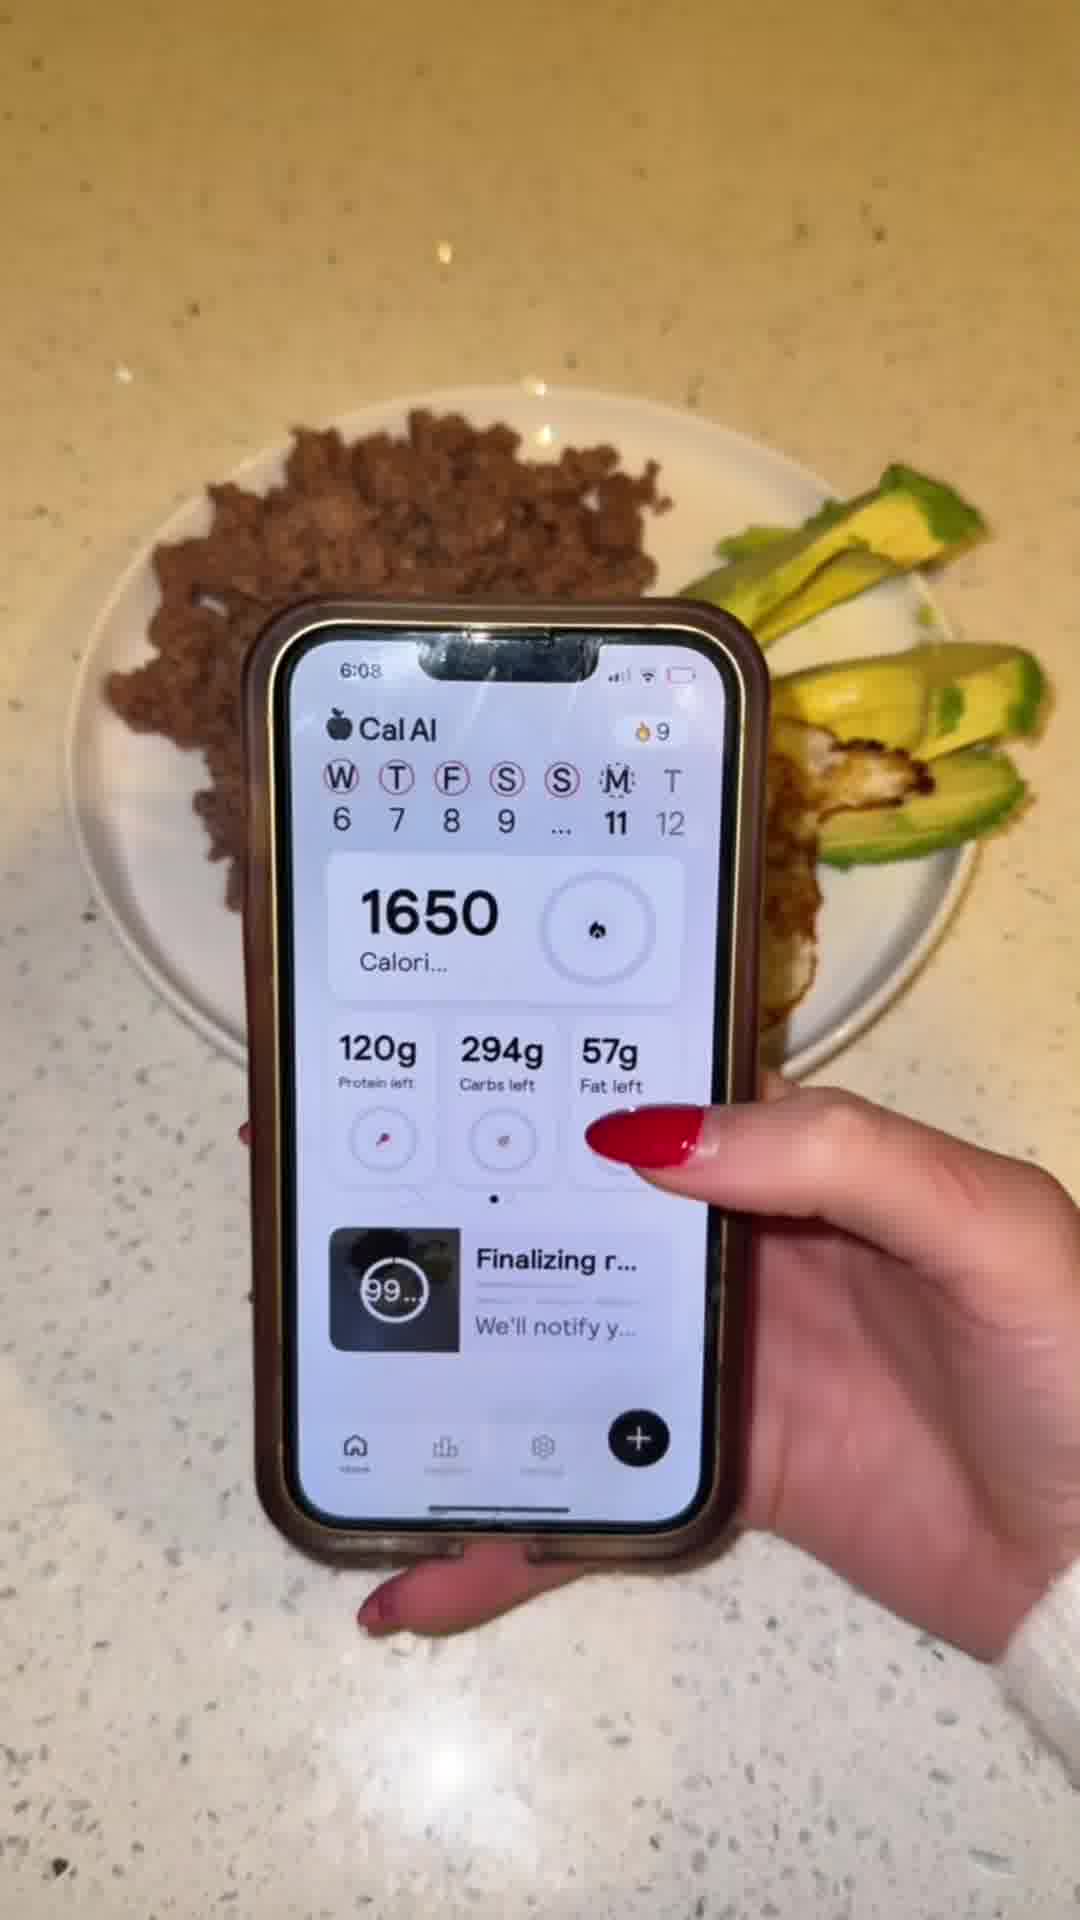 6:08
Cal AI
9
W T F S S M T
6 7 8 9 ... 11 12
1650
Calori...
120g 294g 57g
Protein left Carbs left Fat left
99...
Finalizing r...
We'll notify y...
Home